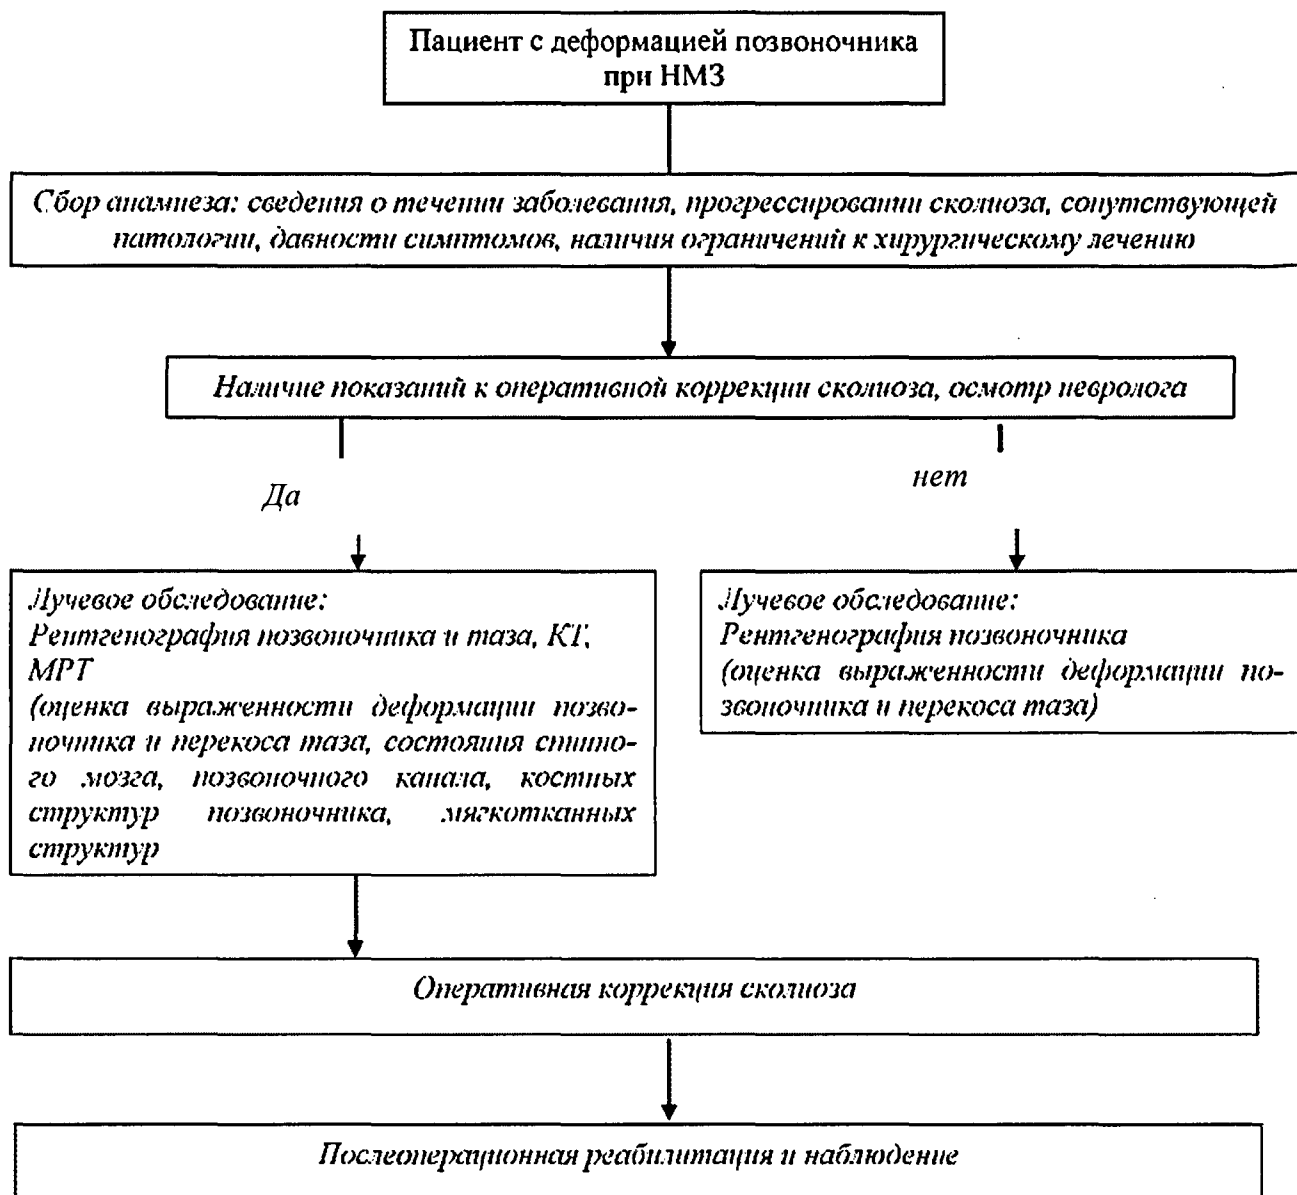 Пациент с деформацией позвоночника
при НМЗ
Сбор анамнеза: сведения о течении заболевания, прогрессировании сколиоза, сопутствующей
патологии, давности симптомов, наличия ограничений к хирургическому лечению
Наличие показаний к оперативной коррекции сколиоза, осмотр невролога
Да
нет
Лучевое обследование:
Рентгенография позвоночника и таза, КТ,
МРТ
(оценка выраженности деформации позво-
ночника и перекоса таза, состояния спинно-
го мозга, позвоночного канала, костных
структур позвоночника, мягкотканных
структур
Лучевое обследование:
Рентгенография позвоночника
(оценка выраженности деформации по-
звоночника и перекоса таза)
Оперативная коррекция сколиоза
Послеоперационная реабилитация и наблюдение